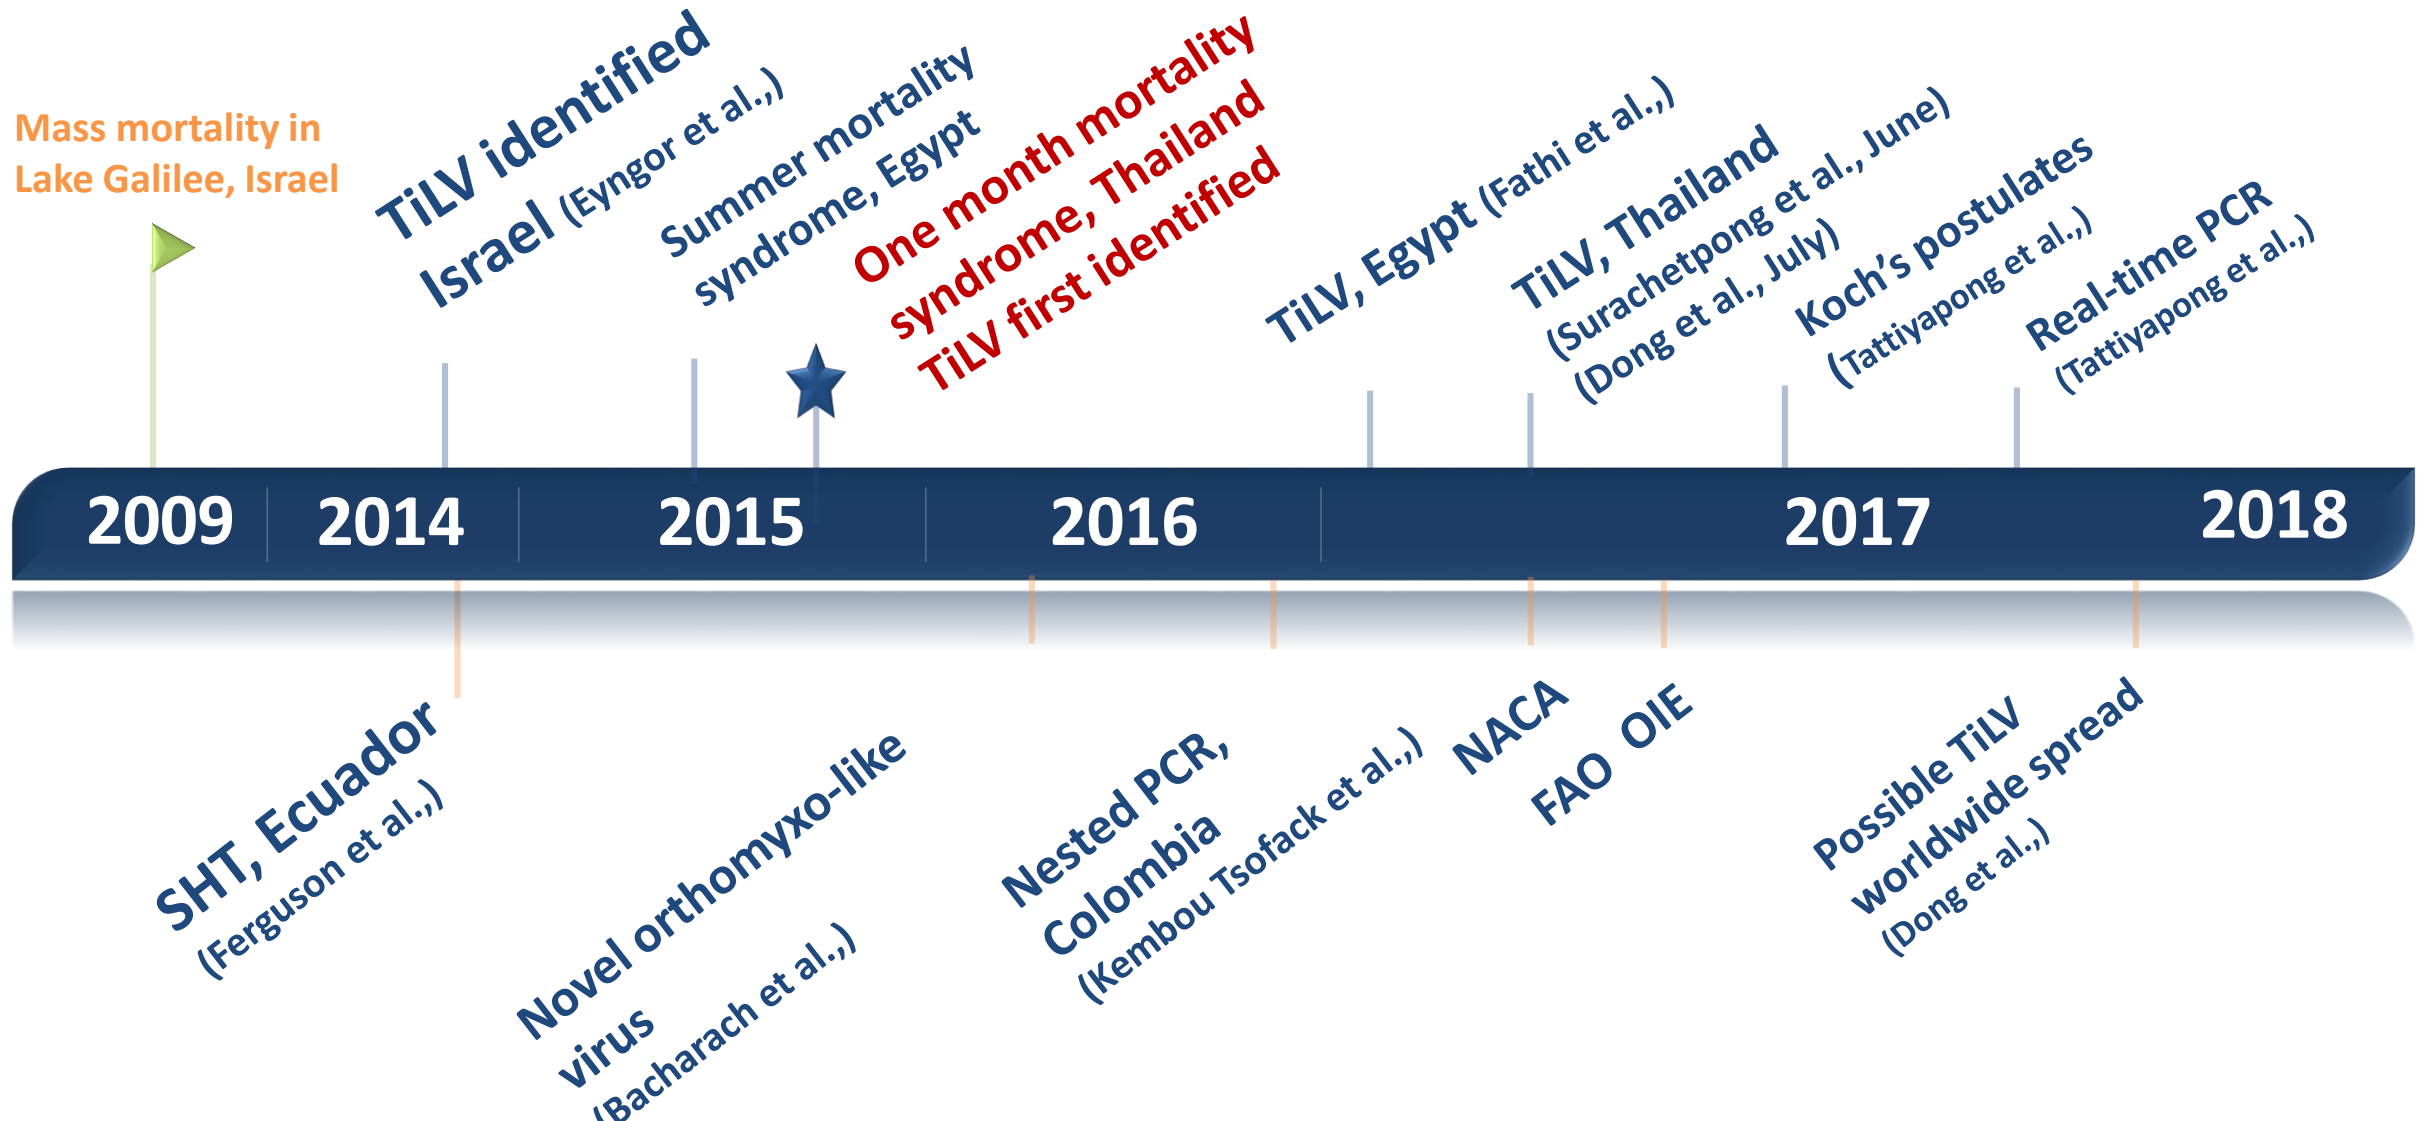 Mass mortality in
Lake Galilee, Israel
TiLV identified
Israel (Eyngor et al.,)
Summer mortality
syndrome, Egypt
One month mortality
syndrome, Thailand
TiLV first identified
TiLV, Egypt (Fathi et al.,)
TiLV, Thailand
(Surachetpong et al., June)
(Dong et al., July)
Koch’s postulates
(Tattiyapong et al.,)
Real-time PCR
(Tattiyapong et al.,)
2009
2014
2015
2016
2017
2018
SHT, Ecuador
(Ferguson et al.,)
Novel orthomyxo-like
virus
(Bacharach et al.,)
Nested PCR,
Colombia
(Kembou Tsofack et al.,)
NACA
FAO OIE
Possible TiLV
worldwide spread
(Dong et al.,)